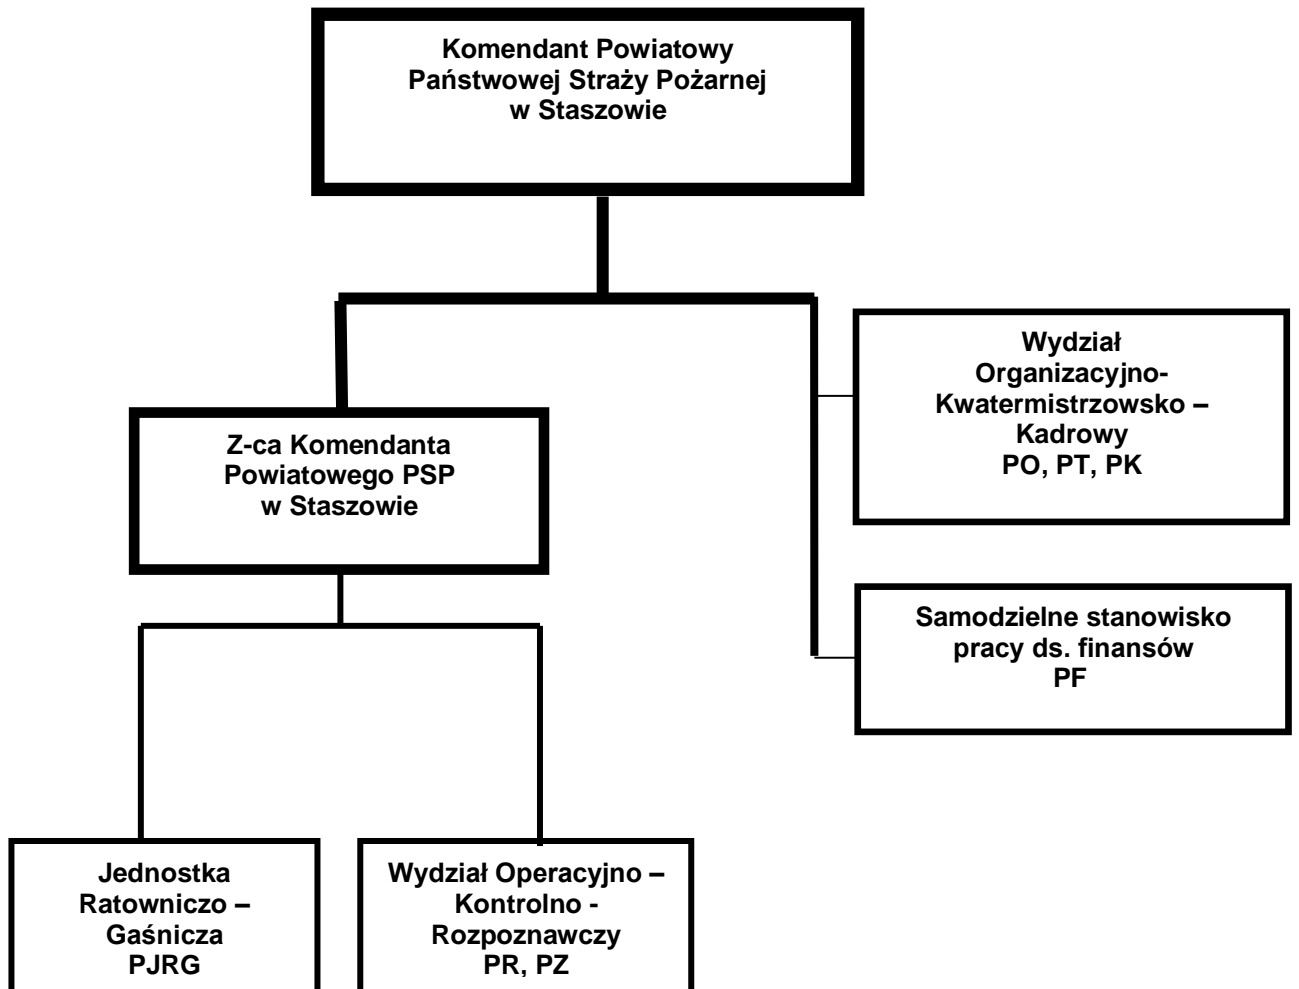 Komendant Powiatowy
Państwowej Straży Pożarnej
w Staszowie
Wydział
Organizacyjno-
Kwatermistrzowsko –
Kadrowy
PO, PT, PK
Z-ca Komendanta
Powiatowego PSP
w Staszowie
Samodzielne stanowisko
pracy ds. finansów
PF
Jednostka
Ratowniczo –
Gaśnicza
PJRG
Wydział Operacyjno –
Kontrolno -
Rozpoznawczy
PR, PZ